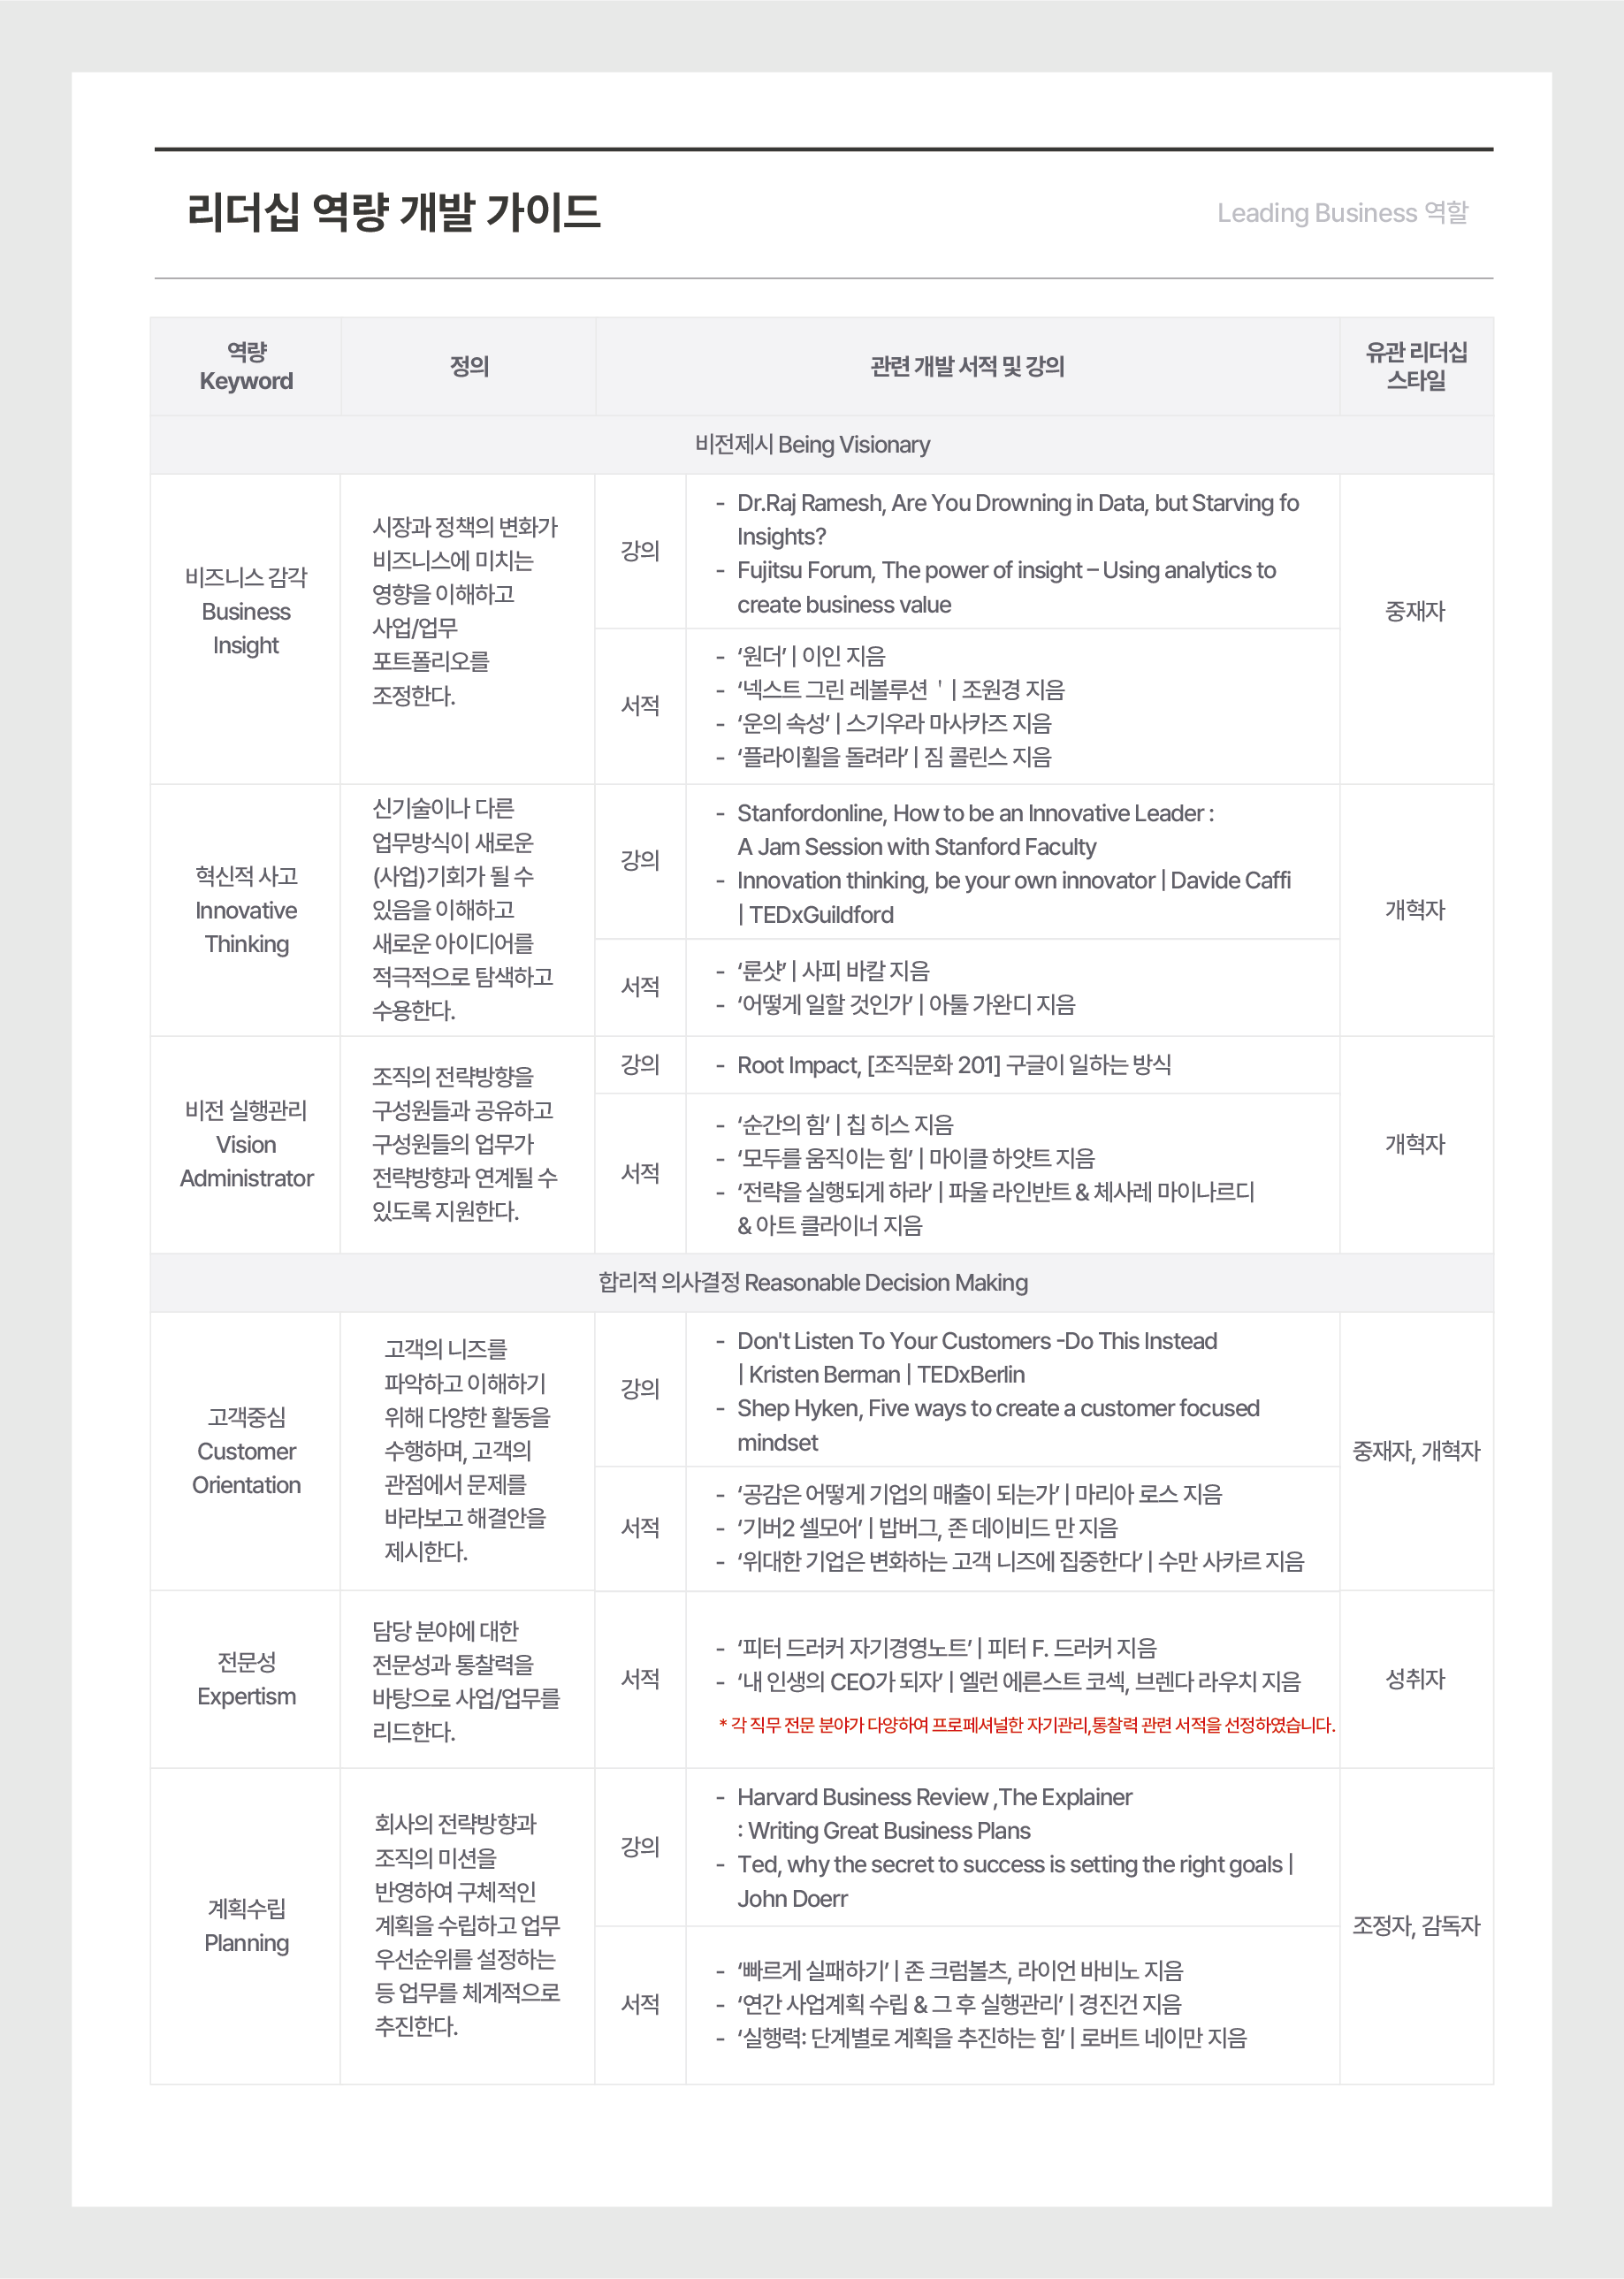 리더십 역량 개발 가이드
Leading Business 역할
역량
Keyword
정의
관련 개발 서적 및 강의
유관 리더십
스타일
비전제시 Being Visionary
비즈니스 감각
Business
Insight
시장과 정책의 변화가
비즈니스에 미치는
영향을 이해하고
사업/업무
포트폴리오를
조정한다.
강의
- Dr.Raj Ramesh, Are You Drowning in Data, but Starving fo
Insights?
- Fujitsu Forum, The power of insight – Using analytics to
create business value
서적
- ‘원더’ | 이인 지음
- ‘넥스트 그린 레볼루션 ' | 조원경 지음
- ‘운의 속성‘ | 스기우라 마사카즈 지음
- ‘플라이휠을 돌려라’ | 짐 콜린스 지음
중재자
혁신적 사고
Innovative
Thinking
신기술이나 다른
업무방식이 새로운
(사업)기회가 될 수
있음을 이해하고
새로운 아이디어를
적극적으로 탐색하고
수용한다.
강의
- Stanfordonline, How to be an Innovative Leader :
A Jam Session with Stanford Faculty
- Innovation thinking, be your own innovator | Davide Caffi
| TEDxGuildford
서적
- ‘룬샷’ | 사피 바칼 지음
- ‘어떻게 일할 것인가’ | 아툴 가완디 지음
개혁자
비전 실행관리
Vision
Administrator
조직의 전략방향을
구성원들과 공유하고
구성원들의 업무가
전략방향과 연계될 수
있도록 지원한다.
강의
- Root Impact, [조직문화 201] 구글이 일하는 방식
서적
- ‘순간의 힘‘ | 칩 히스 지음
- ‘모두를 움직이는 힘’ | 마이클 하얏트 지음
- ‘전략을 실행되게 하라’ | 파울 라인반트 & 체사레 마이나르디
& 아트 클라이너 지음
개혁자
합리적 의사결정 Reasonable Decision Making
고객중심
Customer
Orientation
고객의 니즈를
파악하고 이해하기
위해 다양한 활동을
수행하며, 고객의
관점에서 문제를
바라보고 해결안을
제시한다.
강의
- Don't Listen To Your Customers -Do This Instead
| Kristen Berman | TEDxBerlin
- Shep Hyken, Five ways to create a customer focused
mindset
서적
- ‘공감은 어떻게 기업의 매출이 되는가’ | 마리아 로스 지음
- ‘기버2 셀모어’ | 밥버그, 존 데이비드 만 지음
- ‘위대한 기업은 변화하는 고객 니즈에 집중한다’ | 수만 사카르 지음
중재자, 개혁자
전문성
Expertism
담당 분야에 대한
전문성과 통찰력을
바탕으로 사업/업무를
리드한다.
서적
- ‘피터 드러커 자기경영노트’ | 피터 F. 드러커 지음
- ‘내 인생의 CEO가 되자’ | 엘런 에른스트 코섹, 브렌다 라우치 지음
* 각 직무 전문 분야가 다양하여 프로페셔널한 자기관리,통찰력 관련 서적을 선정하였습니다.
성취자
계획수립
Planning
회사의 전략방향과
조직의 미션을
반영하여 구체적인
계획을 수립하고 업무
우선순위를 설정하는
등 업무를 체계적으로
추진한다.
강의
- Harvard Business Review ,The Explainer
: Writing Great Business Plans
- Ted, why the secret to success is setting the right goals |
John Doerr
서적
- ‘빠르게 실패하기’ | 존 크럼볼츠, 라이언 바비노 지음
- ‘연간 사업계획 수립 & 그 후 실행관리’ | 경진건 지음
- ‘실행력: 단계별로 계획을 추진하는 힘’ | 로버트 네이만 지음
조정자, 감독자